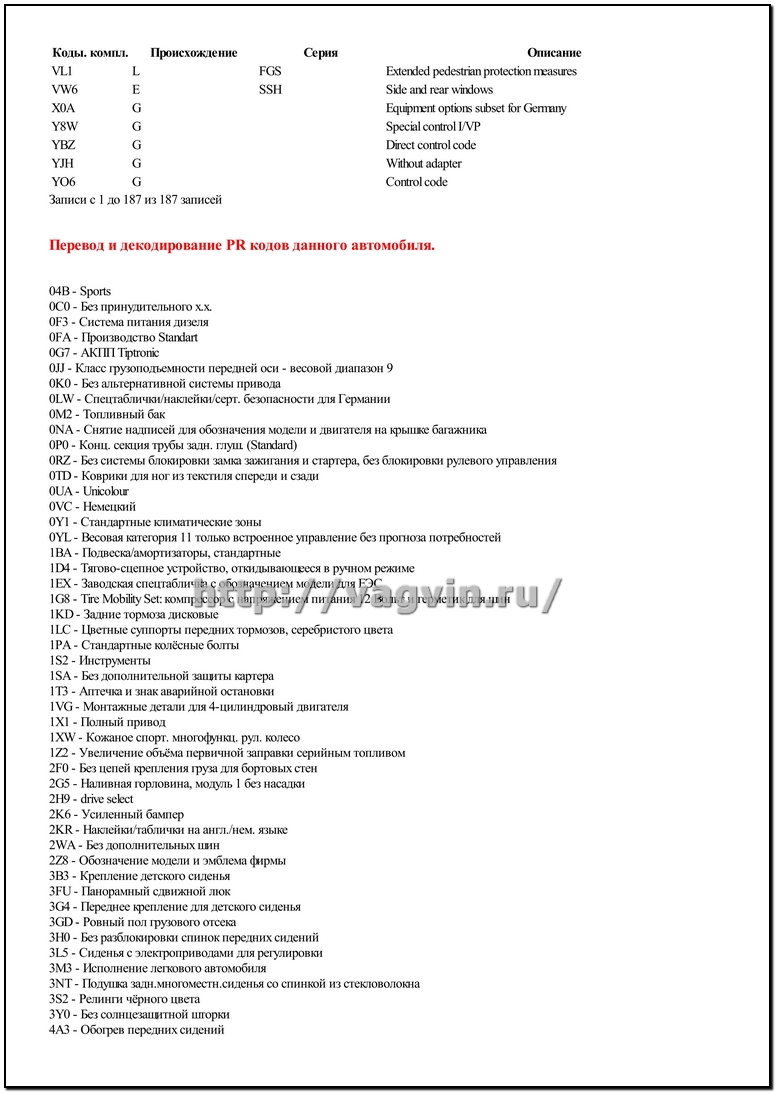 Коды. компл. Происхождение Серия Описание
VL1 L FGS Extended pedestrian protection measures
VW6 E SSH Side and rear windows
X0A G Equipment options subset for Germany
Y8W G Special control I/VP
YBZ G Direct control code
YJH G Without adapter
YO6 G Control code
Записи с 1 до 187 из 187 записей
Перевод и декодирование PR кодов данного автомобиля.
04B - Sports
0C0 - Без принудительного х.х.
0F3 - Система питания дизеля
0FA - Производство Standart
0G7 - АКПП Tiptronic
0JJ - Класс грузоподъемности передней оси - весовой диапазон 9
0K0 - Без альтернативной системы привода
0LW - Спецтаблички/наклейки/серт. безопасности для Германии
0M2 - Топливный бак
0NA - Снятие надписей для обозначения модели и двигателя на крышке багажника
0P0 - Конц. секция трубы задн. глуш. (Standard)
0RZ - Без системы блокировки замка зажигания и стартера, без блокировки рулевого управления
0TD - Коврики для ног из текстиля спереди и сзади
0UA - Unicolour
0VC - Немецкий
0Y1 - Стандартные климатические зоны
0YL - Весовая категория 11 только встроенное управление без прогноза потребностей
1BA - Подвеска/амортизаторы, стандартные
1D4 - Тягово-сцепное устройство, откидывающееся в ручном режиме
1EX - Заводская спецтабличка с обозначением модели для ЕЭС
http://vagvin.ru/
1G8 - Tire Mobility Set: компрессор с напряжением питания 12 Вольт и герметик для шин
1KD - Задние тормоза дисковые
1LC - Цветные суппорты передних тормозов, серебристого цвета
1PA - Стандартные колёсные болты
1S2 - Инструменты
1SA - Без дополнительной защиты картера
1T3 - Аптечка и знак аварийной остановки
1VG - Монтажные детали для 4-цилиндровый двигателя
1X1 - Полный привод
1XW - Кожаное спорт. многофункц. рул. колесо
1Z2 - Увеличение объёма первичной заправки серийным топливом
2F0 - Без цепей крепления груза для бортовых стен
2G5 - Наливная горловина, модуль 1 без насадки
2H9 - drive select
2K6 - Усиленный бампер
2KR - Наклейки/таблички на англ./нем. языке
2WA - Без дополнительных шин
2Z8 - Обозначение модели и эмблема фирмы
3B3 - Крепление детского сиденья
3FU - Панорамный сдвижной люк
3G4 - Переднее крепление для детского сиденья
3GD - Ровный пол грузового отсека
3H0 - Без разблокировки спинок передних сидений
3L5 - Сиденья с электроприводами для регулировки
3M3 - Исполнение легкового автомобиля
3NT - Подушка задн.многоместн.сиденья со спинкой из стекловолокна
3S2 - Релинги чёрного цвета
3Y0 - Без солнцезащитной шторки
4A3 - Обогрев передних сидений